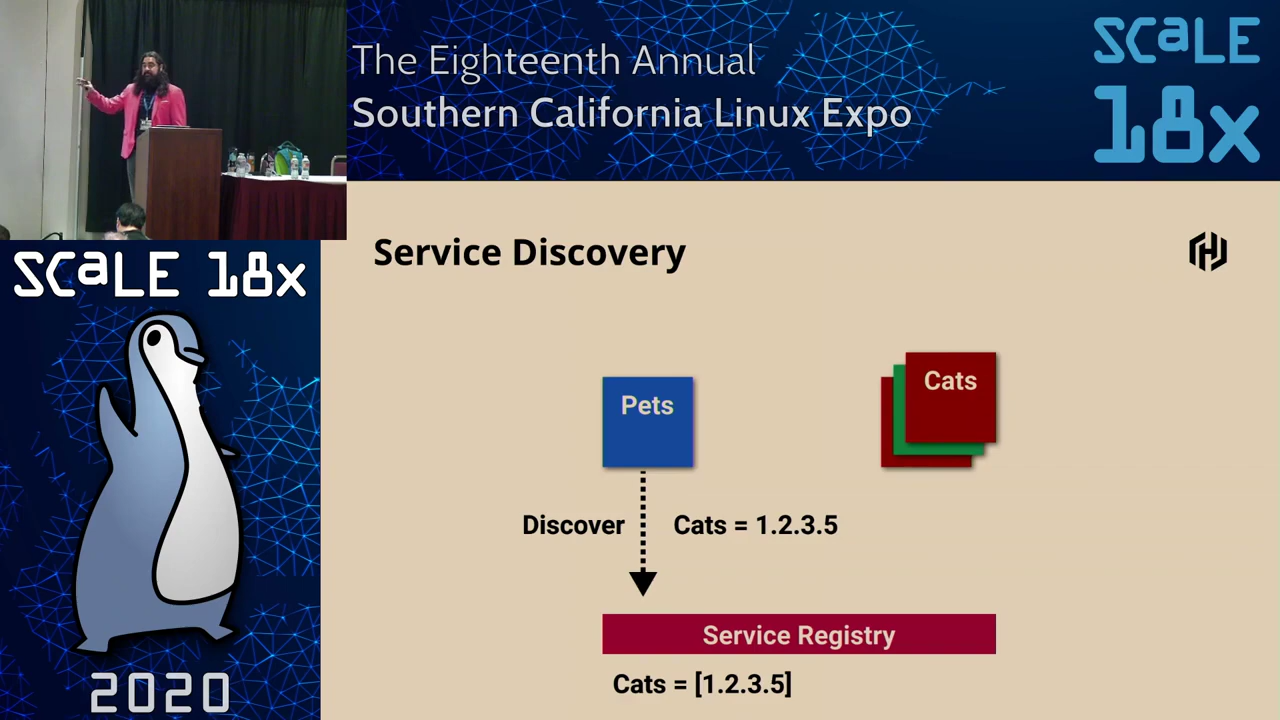 The Eighteenth Annual
Southern California Linux Expo
SCaLE
18x
SCaLE 18x
2020
Service Discovery
Pets
Cats
Discover
Cats = 1.2.3.5
Service Registry
Cats = [1.2.3.5]